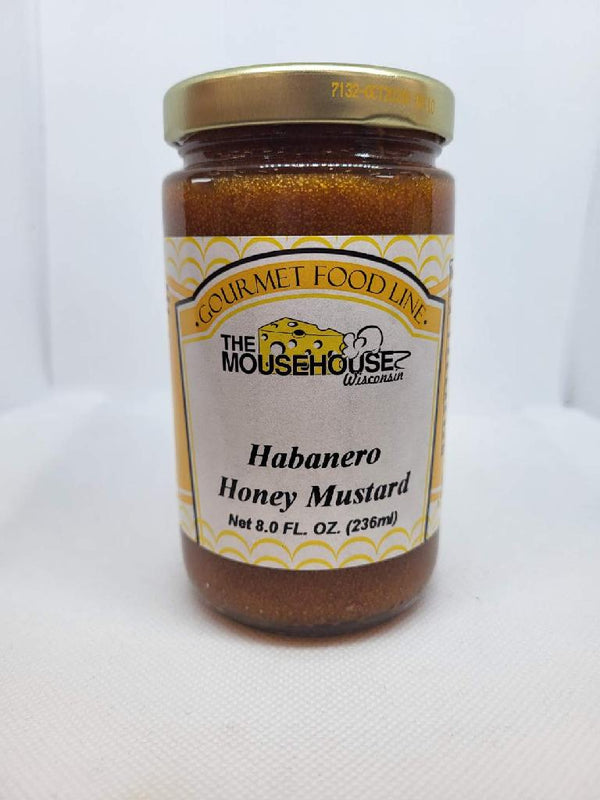 ·GOURMET FOOD LINE·
THE
MOUSEHOUSE
Wisconsin
Habanero
Honey Mustard
Net 8.0 FL. OZ. (236ml)